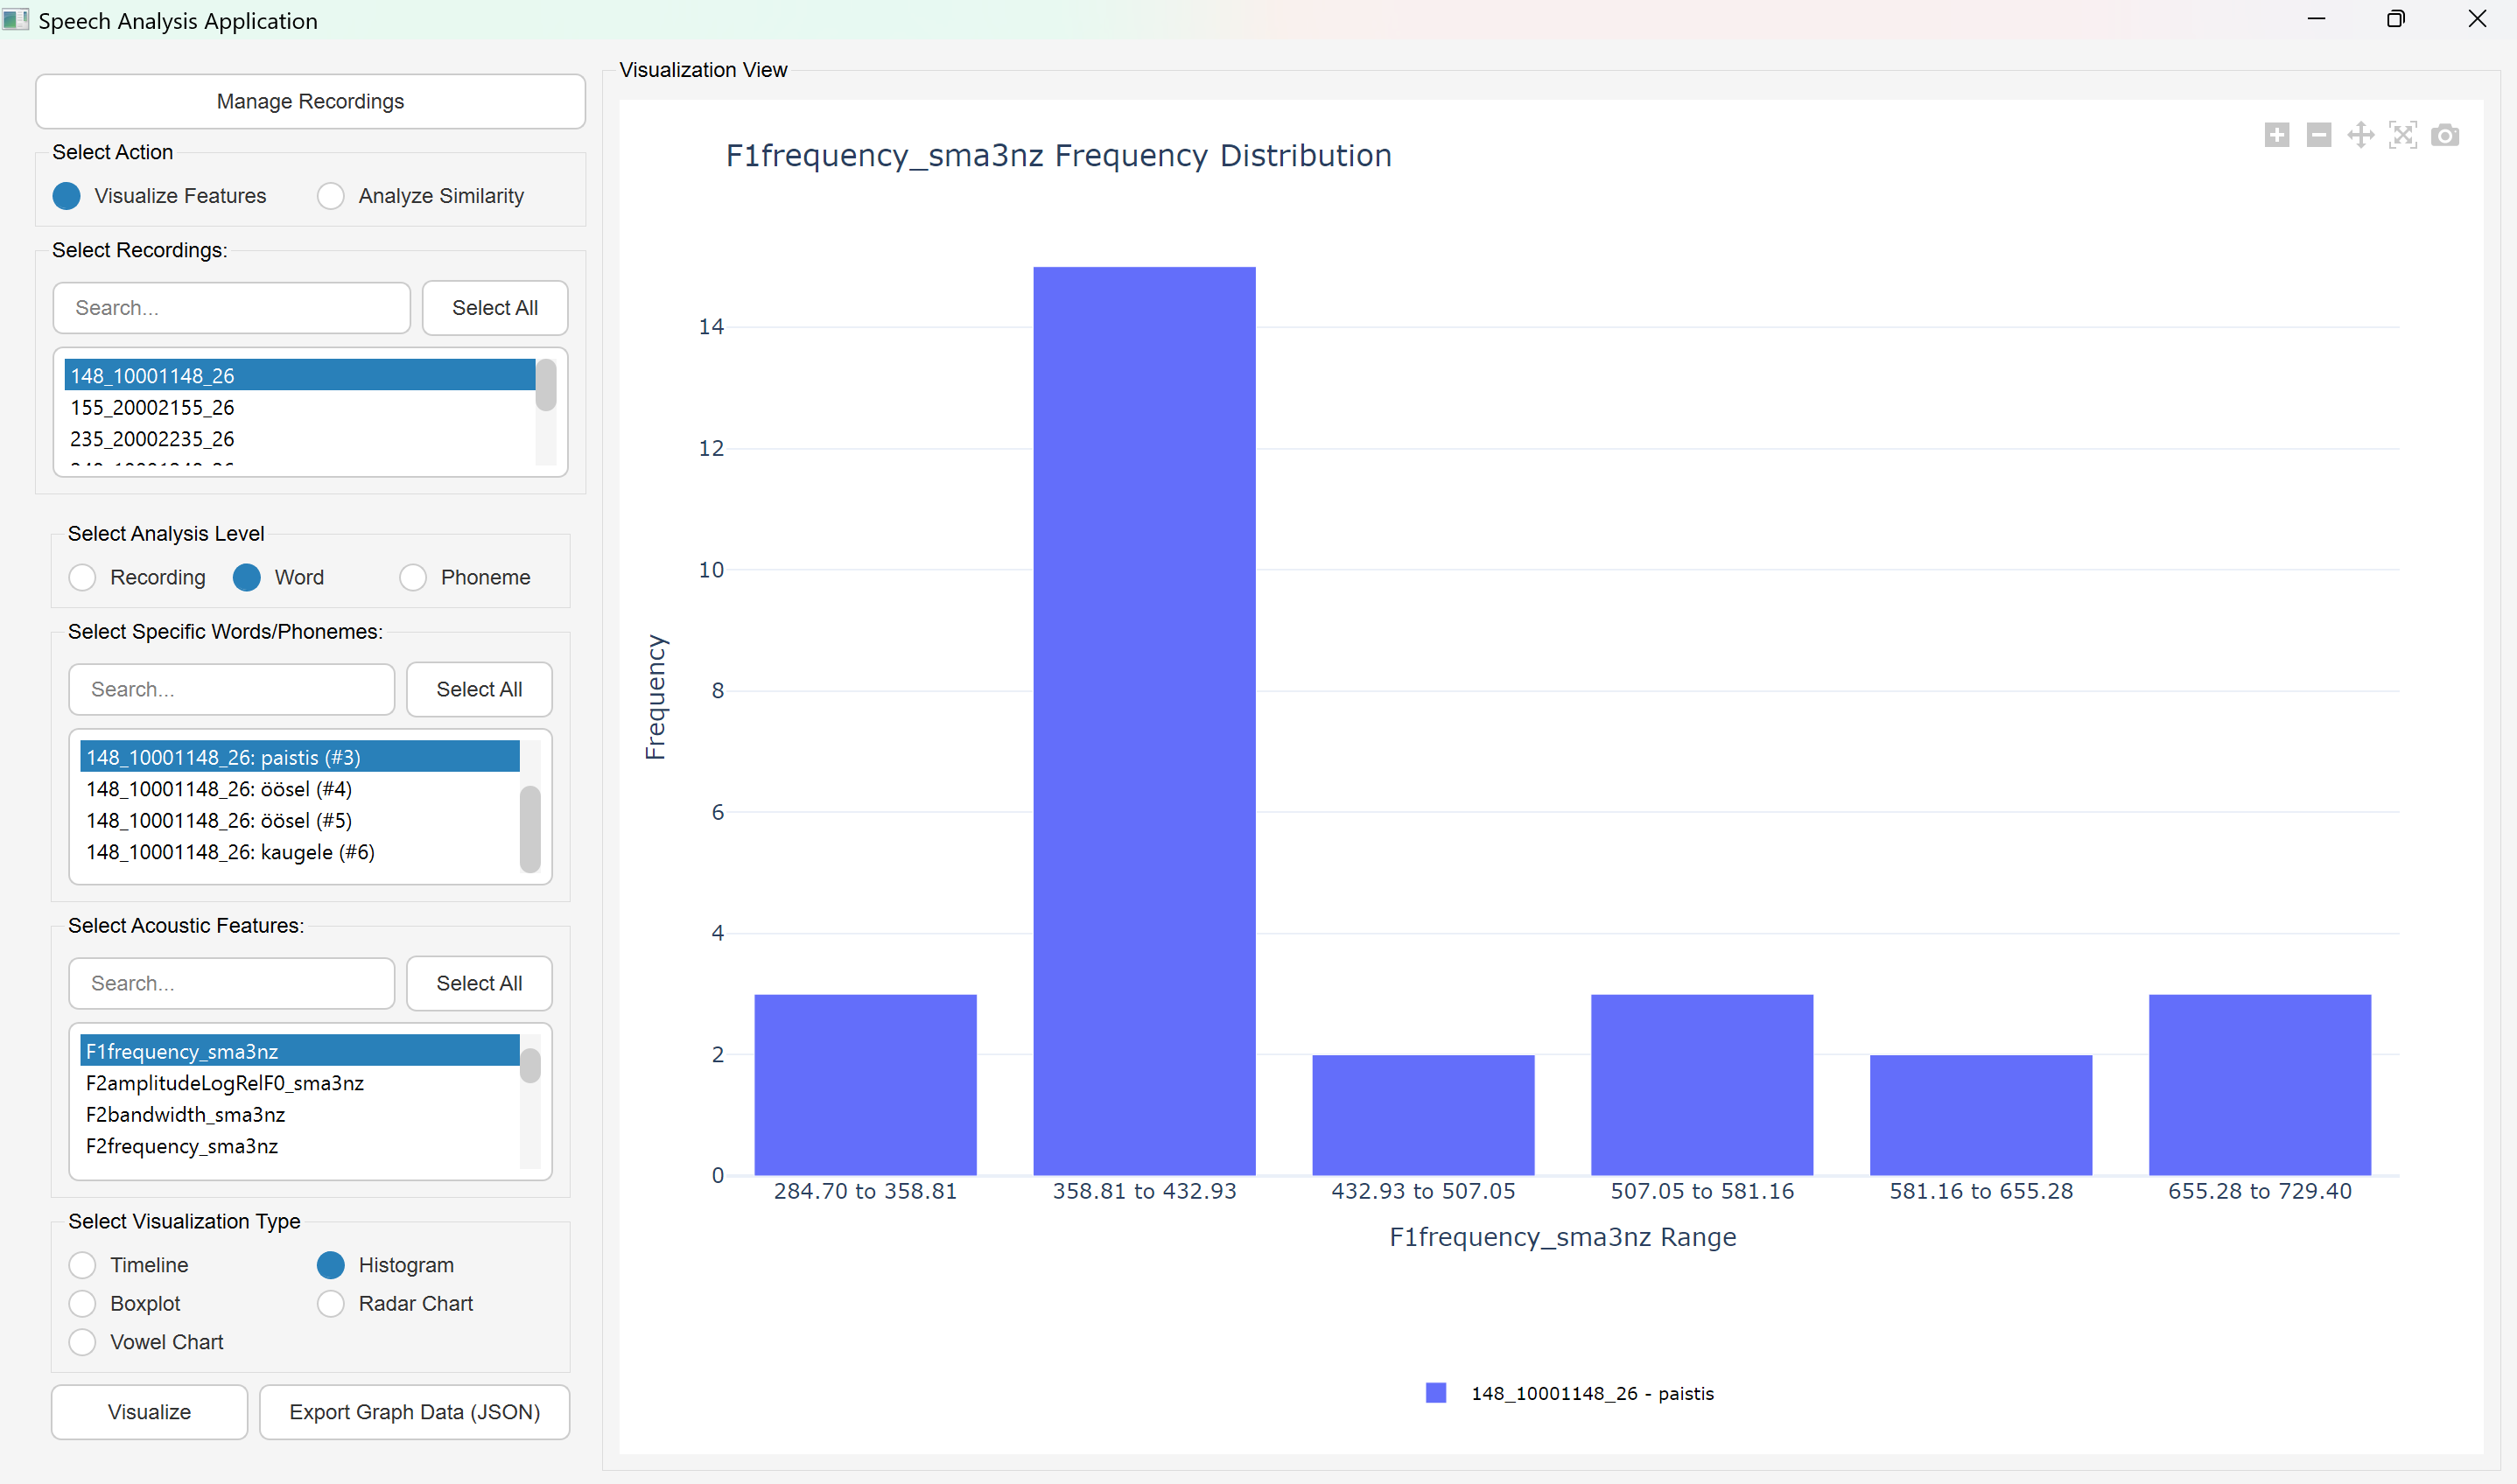 Speech Analysis Application
Manage Recordings
Select Action
Visualize Features
Analyze Similarity
Select Recordings:
Search...
Select All
148_10001148_26
155_20002155_26
235_20002235_26
Select Analysis Level
Recording
Word
Phoneme
Select Specific Words/Phonemes:
Search...
Select All
148_10001148_26: paistis (#3)
148_10001148_26: öösel (#4)
148_10001148_26: öösel (#5)
148_10001148_26: kaugele (#6)
Select Acoustic Features:
Search...
Select All
F1frequency_sma3nz
F2amplitudeLogRelF0_sma3nz
F2bandwidth_sma3nz
F2frequency_sma3nz
Select Visualization Type
Timeline
Histogram
Boxplot
Radar Chart
Vowel Chart
Visualize
Export Graph Data (JSON)
Visualization View
F1frequency_sma3nz Frequency Distribution
Frequency
14
12
10
8
6
4
2
0
284.70 to 358.81
358.81 to 432.93
432.93 to 507.05
507.05 to 581.16
581.16 to 655.28
655.28 to 729.40
F1frequency_sma3nz Range
148_10001148_26 - paistis